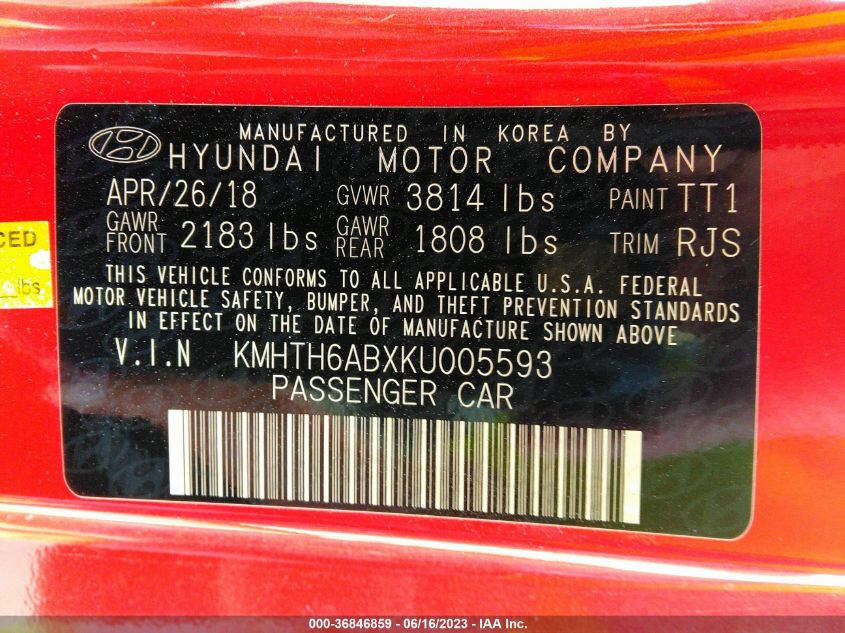 MANUFACTURED IN KOREA BY
HYUNDAI MOTOR COMPANY
APR/26/18 GVWR 3814 lbs PAINT TT1
GAWR FRONT 2183 lbs GAWR REAR 1808 lbs TRIM RJS
THIS VEHICLE CONFORMS TO ALL APPLICABLE U.S.A. FEDERAL
MOTOR VEHICLE SAFETY, BUMPER, AND THEFT PREVENTION STANDARDS
IN EFFECT ON THE DATE OF MANUFACTURE SHOWN ABOVE
V.I.N KMHTH6ABXKU005593
PASSENGER CAR
CED
lbs
000-36846859 - 06/16/2023 - IAA Inc.